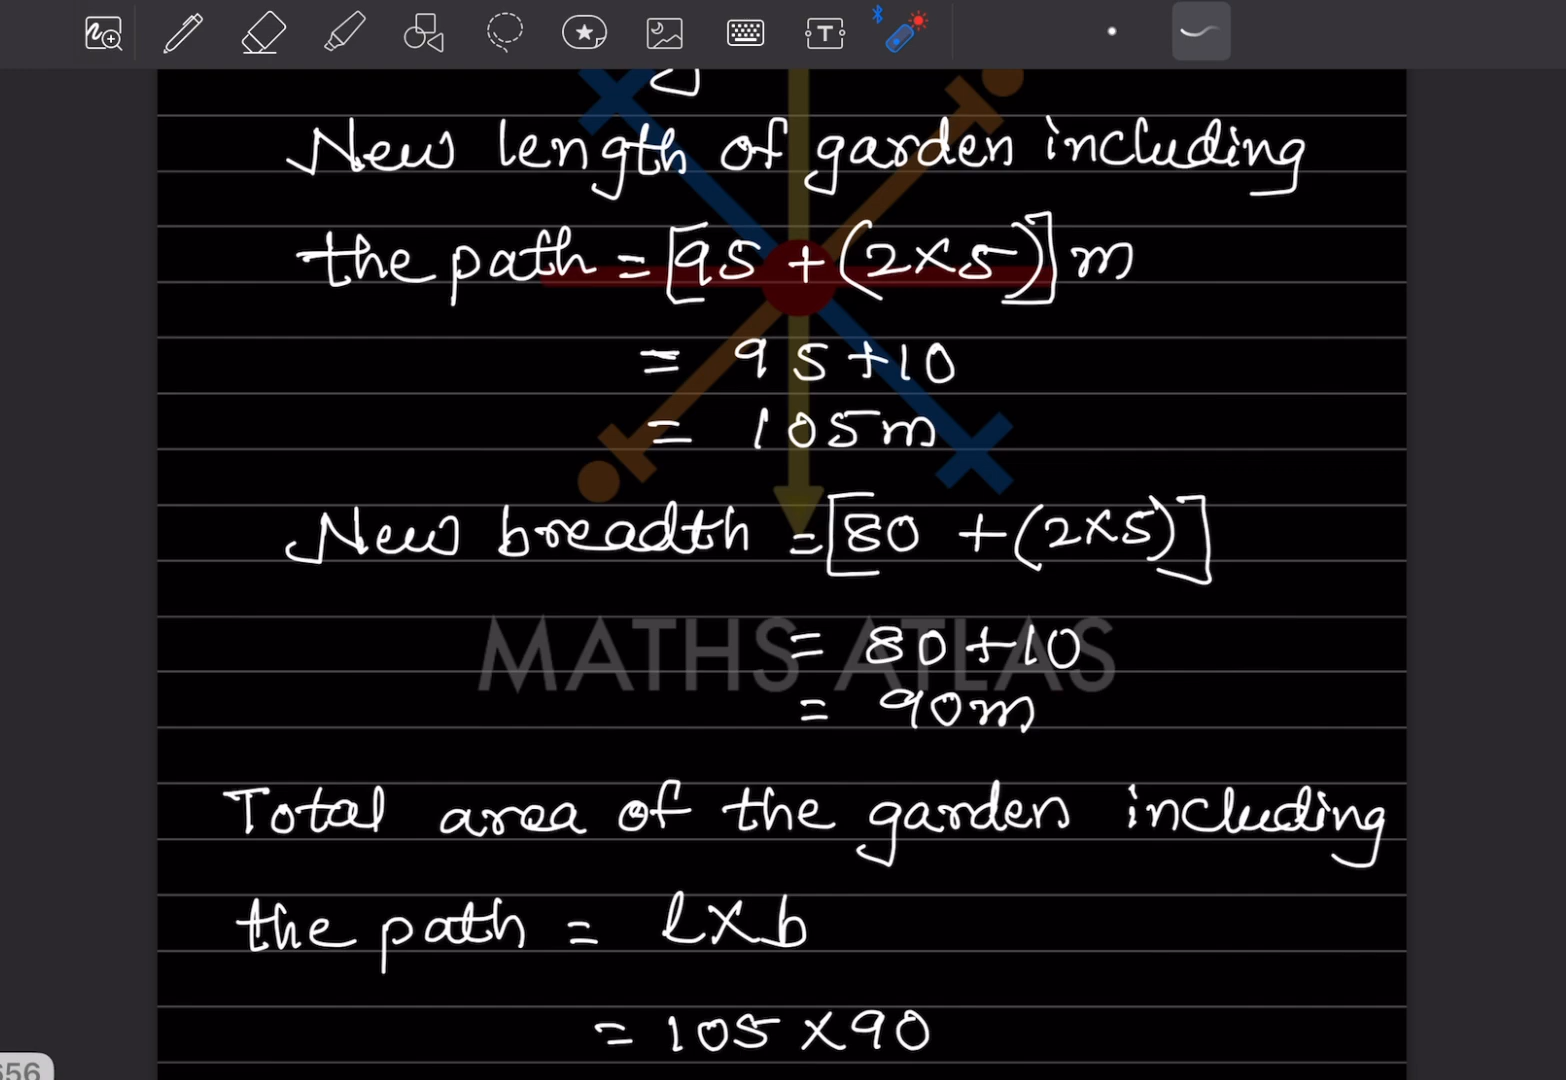 New length of garden including
the path = [95 + (2×5)] m
= 95+10
= 105m
New breadth = [80 + (2×5)]
= 80+10
MATHS ATLAS
= 90m
Total area of the garden including
the path = l×b
= 105×90
656